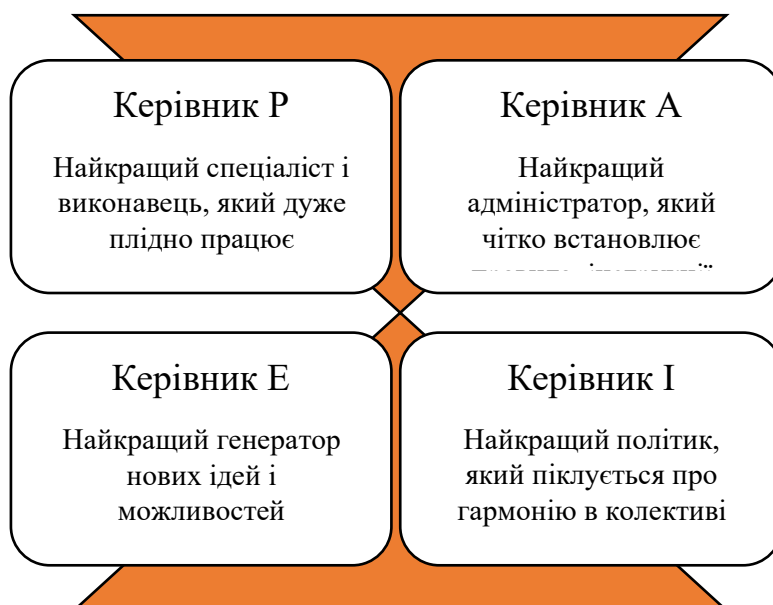 Керівник Р
Найкращий спеціаліст і
виконавець, який дуже
плідно працює
Керівник А
Найкращий
адміністратор, який
чітко встановлює
Керівник Е
Найкращий генератор
нових ідей і
можливостей
Керівник І
Найкращий політик,
який піклується про
гармонію в колективі